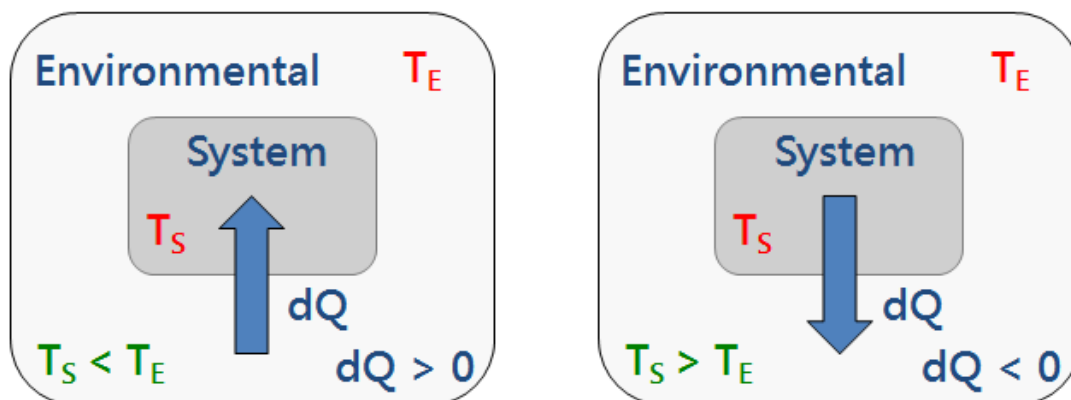 Environmental T_E
System
T_S
dQ
T_S < T_E dQ > 0
Environmental T_E
System
T_S
dQ
T_S > T_E dQ < 0